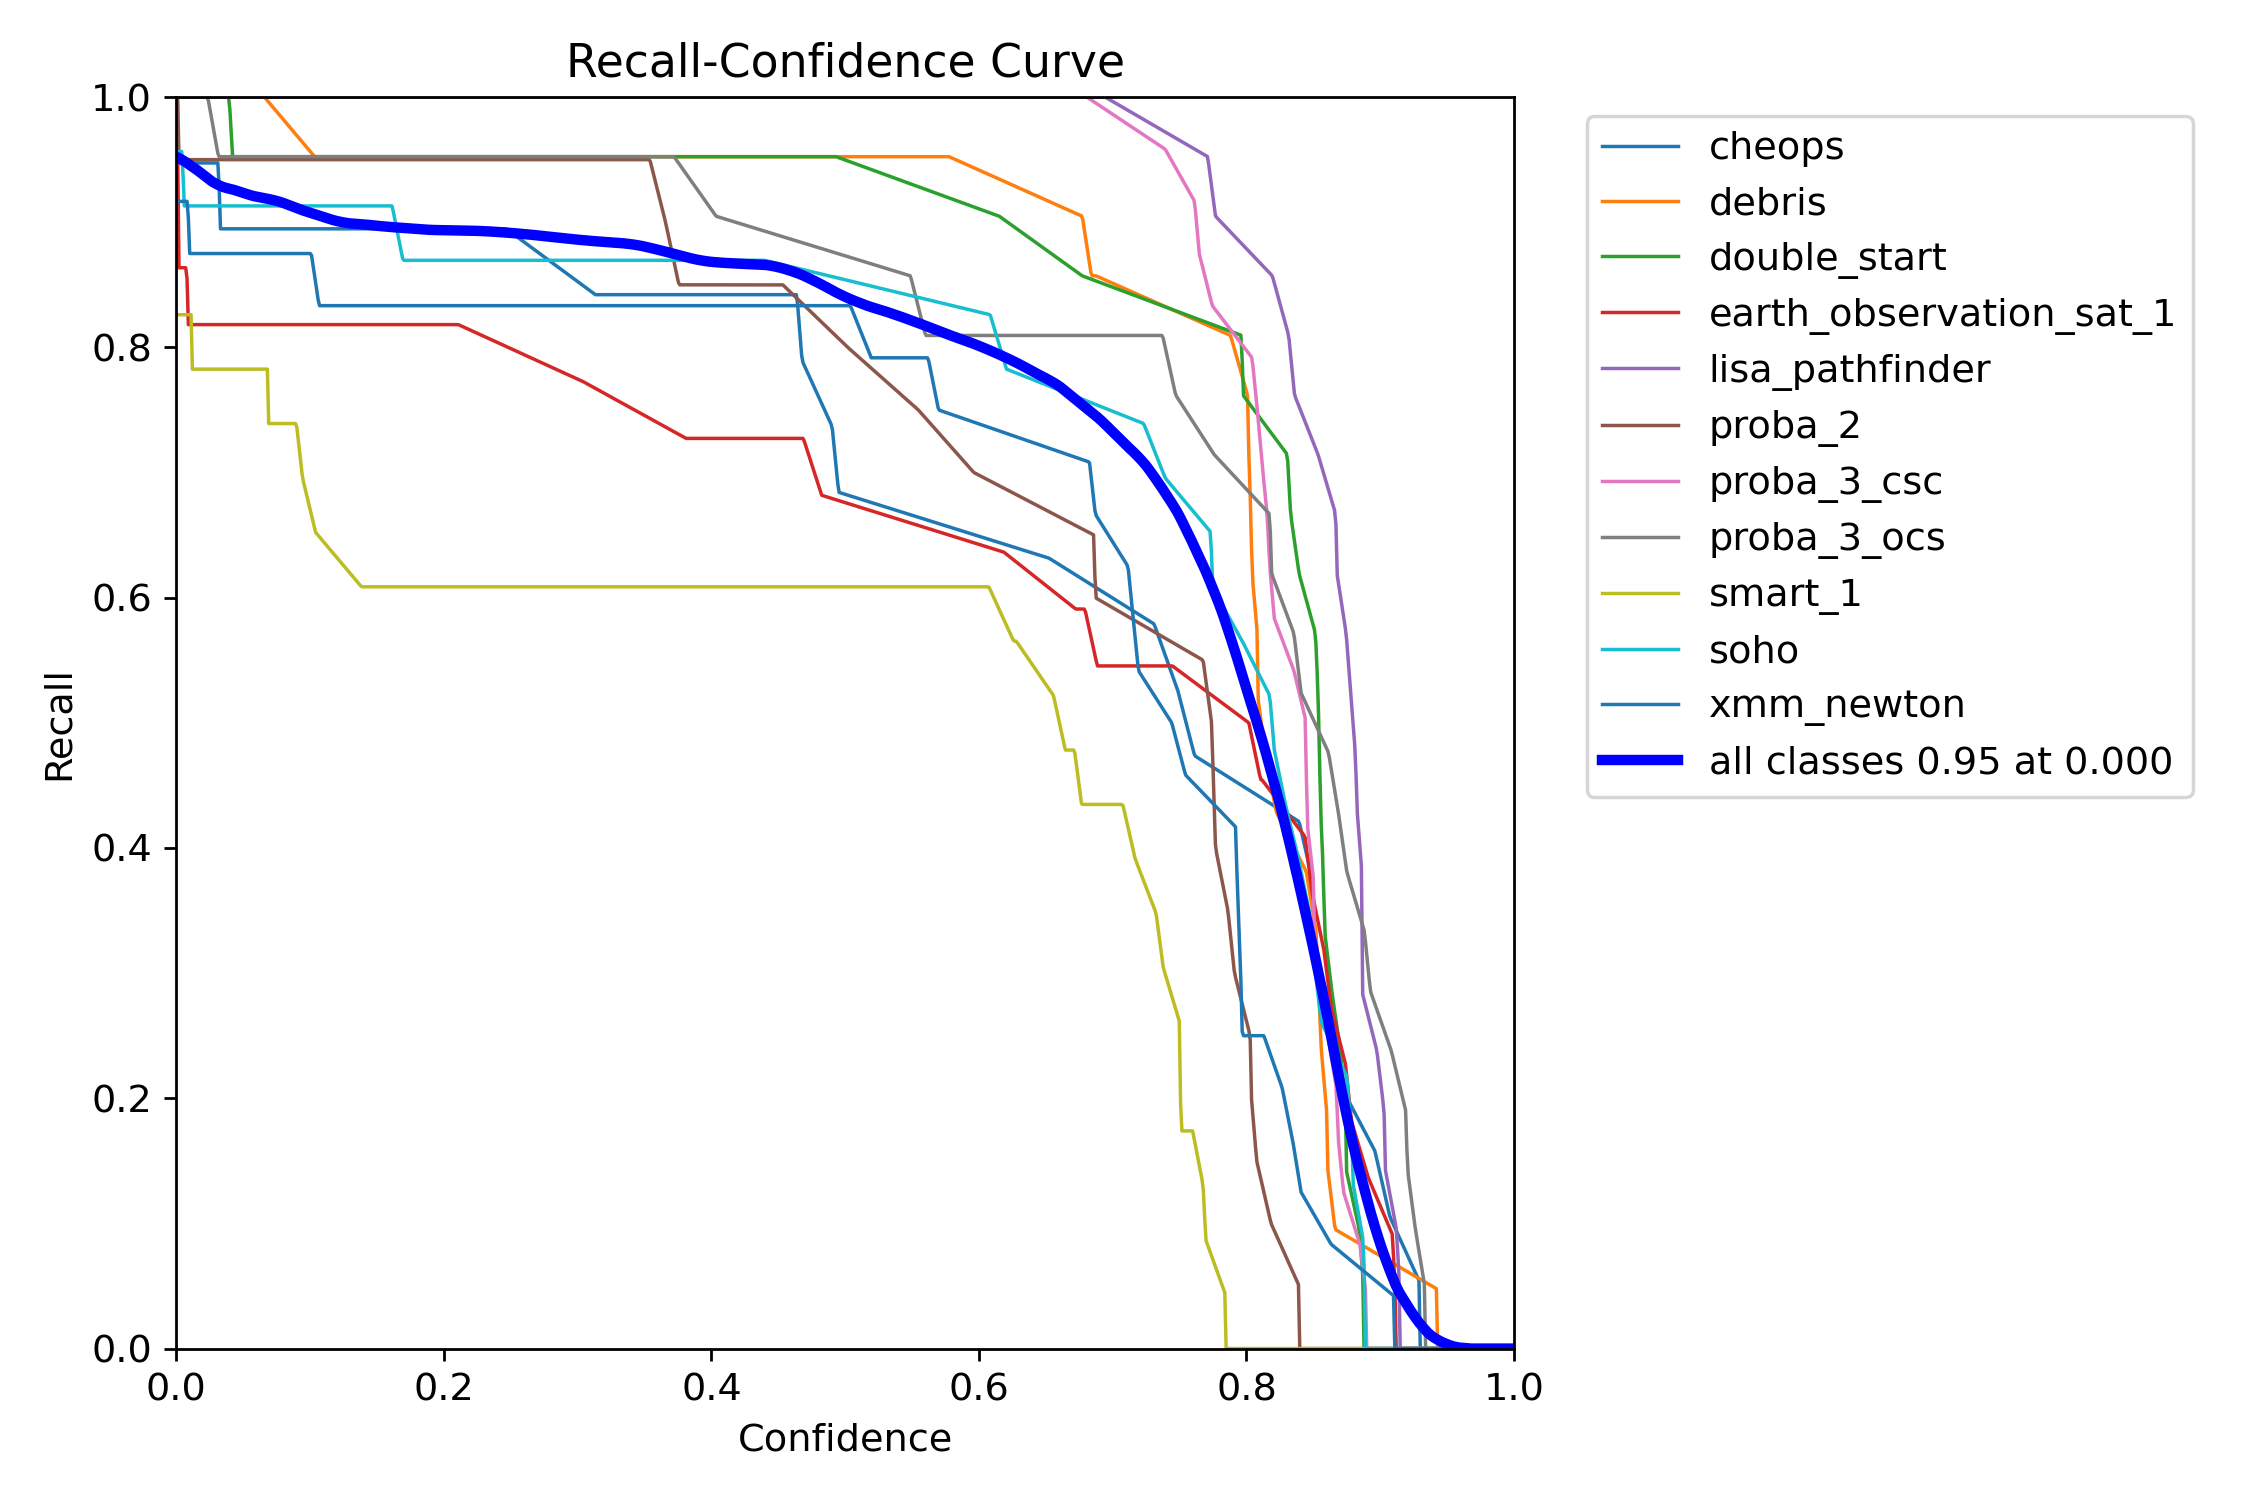 Recall-Confidence Curve
1.0
0.8
0.6
0.4
0.2
0.0
Recall
0.0 0.2 0.4 0.6 0.8 1.0
Confidence
cheops
debris
double_start
earth_observation_sat_1
lisa_pathfinder
proba_2
proba_3_csc
proba_3_ocs
smart_1
soho
xmm_newton
all classes 0.95 at 0.000